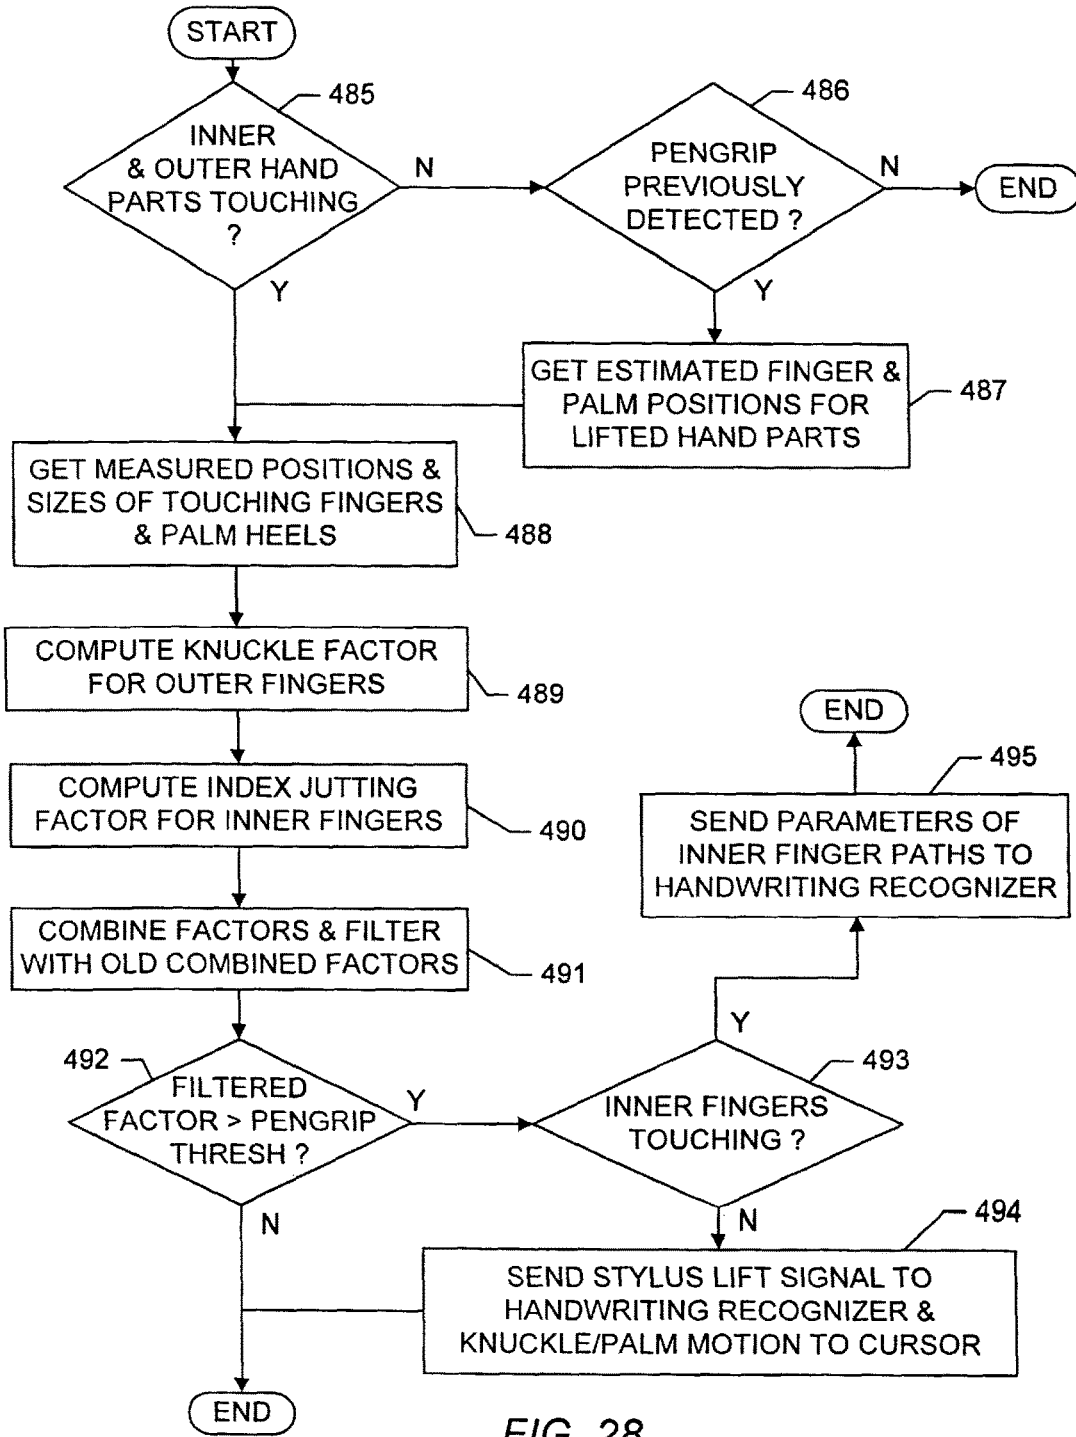 START
485
INNER
& OUTER HAND
PARTS TOUCHING
?
N
Y
486
PENGRIP
PREVIOUSLY
DETECTED ?
N
END
Y
GET ESTIMATED FINGER &
PALM POSITIONS FOR
LIFTED HAND PARTS
487
GET MEASURED POSITIONS &
SIZES OF TOUCHING FINGERS
& PALM HEELS
488
COMPUTE KNUCKLE FACTOR
FOR OUTER FINGERS
489
COMPUTE INDEX JUTTING
FACTOR FOR INNER FINGERS
490
COMBINE FACTORS & FILTER
WITH OLD COMBINED FACTORS
491
492
FILTERED
FACTOR > PENGRIP
THRESH ?
Y
N
493
INNER FINGERS
TOUCHING ?
Y
N
END
495
SEND PARAMETERS OF
INNER FINGER PATHS TO
HANDWRITING RECOGNIZER
494
SEND STYLUS LIFT SIGNAL TO
HANDWRITING RECOGNIZER &
KNUCKLE/PALM MOTION TO CURSOR
END
FIG. 28